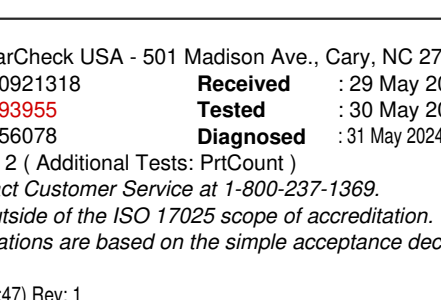 arCheck USA - 501 Madison Ave., Cary, NC 27
0921318 Received : 29 May 20
93955 Tested : 30 May 20
56078 Diagnosed : 31 May 2024
2 ( Additional Tests: PrtCount )
ct Customer Service at 1-800-237-1369.
utside of the ISO 17025 scope of accreditation.
ations are based on the simple acceptance dec
:47) Rev: 1